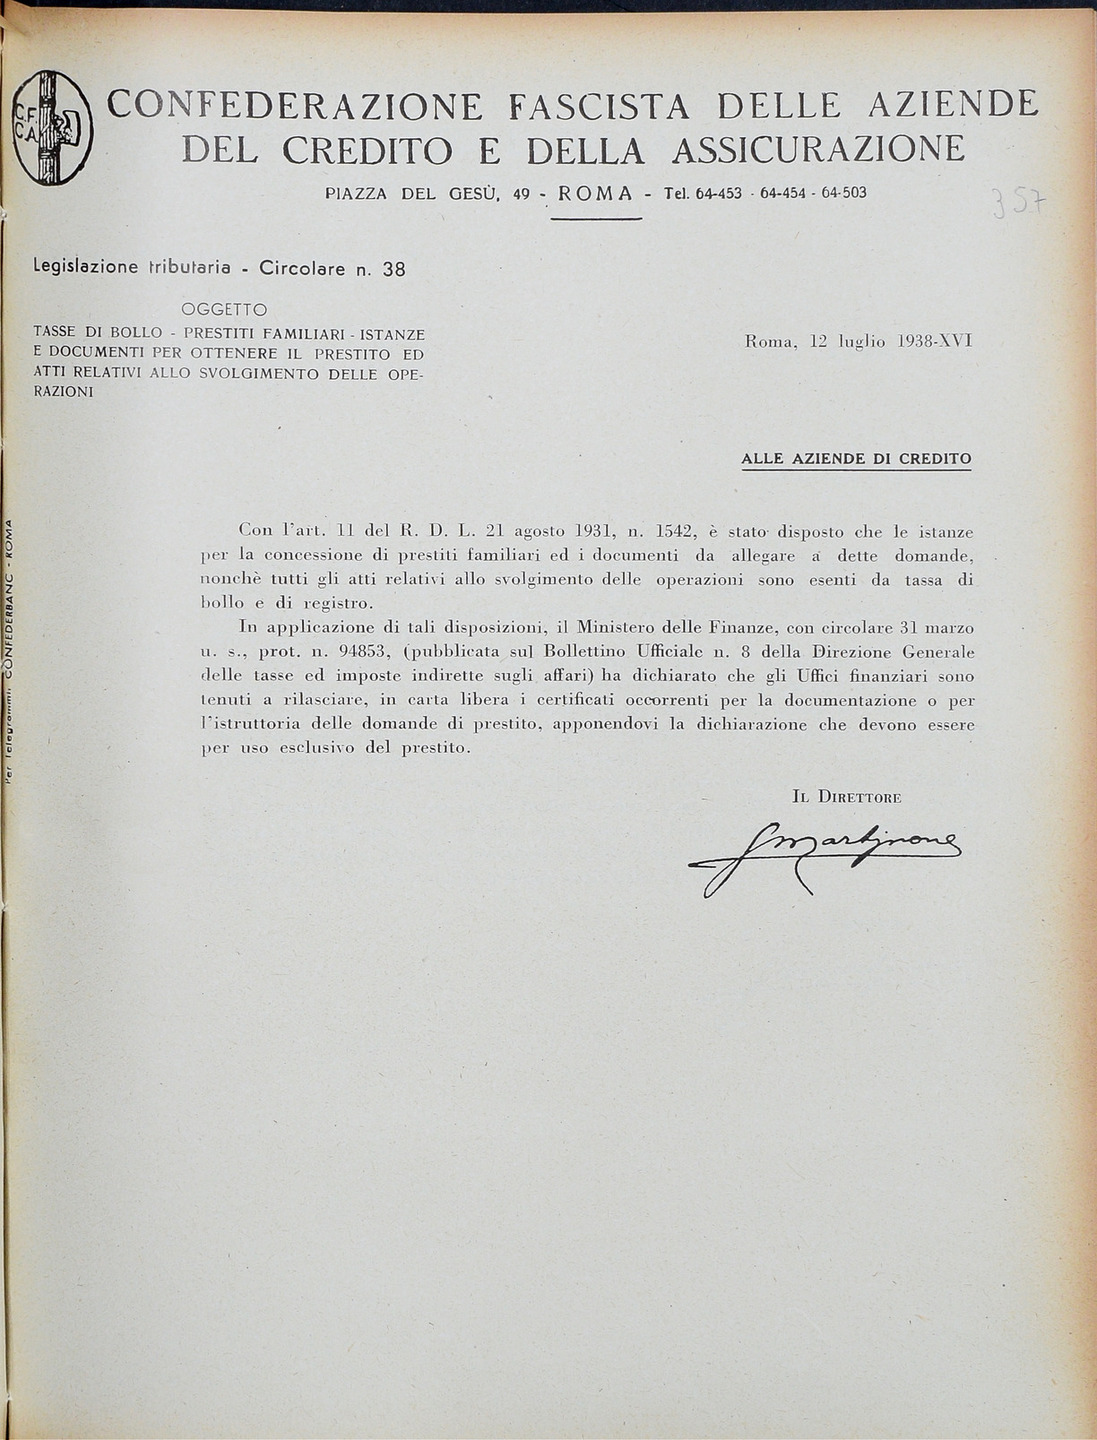 C.F.
C.A.
CONFEDERAZIONE FASCISTA DELLE AZIENDE
DEL CREDITO E DELLA ASSICURAZIONE
PIAZZA DEL GESÙ, 49 - ROMA - Tel. 64-453 - 64-454 - 64-503
357
Legislazione tributaria - Circolare n. 38
OGGETTO
TASSE DI BOLLO - PRESTITI FAMILIARI - ISTANZE
E DOCUMENTI PER OTTENERE IL PRESTITO ED
ATTI RELATIVI ALLO SVOLGIMENTO DELLE OPE-
RAZIONI
Roma, 12 luglio 1938-XVI
ALLE AZIENDE DI CREDITO
Con l'art. 11 del R. D. L. 21 agosto 1931, n. 1542, è stato disposto che le istanze
per la concessione di prestiti familiari ed i documenti da allegare a dette domande,
nonchè tutti gli atti relativi allo svolgimento delle operazioni sono esenti da tassa di
bollo e di registro.
In applicazione di tali disposizioni, il Ministero delle Finanze, con circolare 31 marzo
u. s., prot. n. 94853, (pubblicata sul Bollettino Ufficiale n. 8 della Direzione Generale
delle tasse ed imposte indirette sugli affari) ha dichiarato che gli Uffici finanziari sono
tenuti a rilasciare, in carta libera i certificati occorrenti per la documentazione o per
l'istruttoria delle domande di prestito, apponendovi la dichiarazione che devono essere
per uso esclusivo del prestito.
IL DIRETTORE
Per Telegrammi: CONFEDERBANC - ROMA